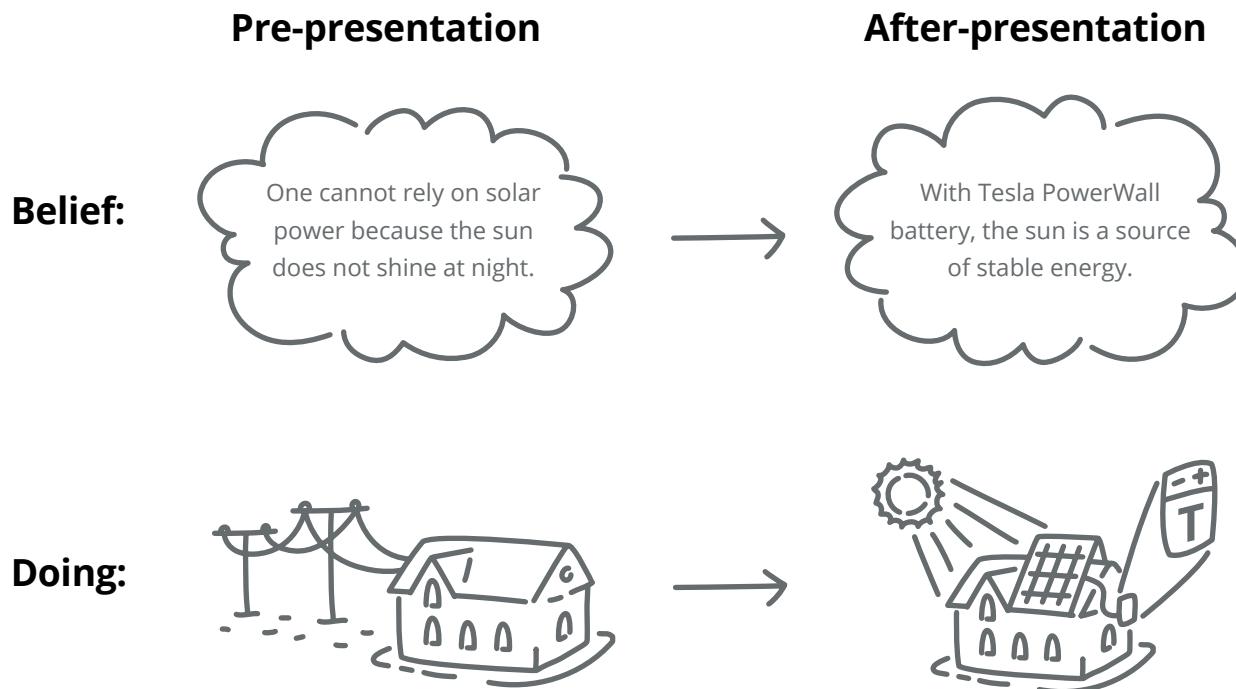 Pre-presentation
After-presentation
Belief:
One cannot rely on solar
power because the sun
does not shine at night.
With Tesla PowerWall
battery, the sun is a source
of stable energy.
Doing:
- +
T